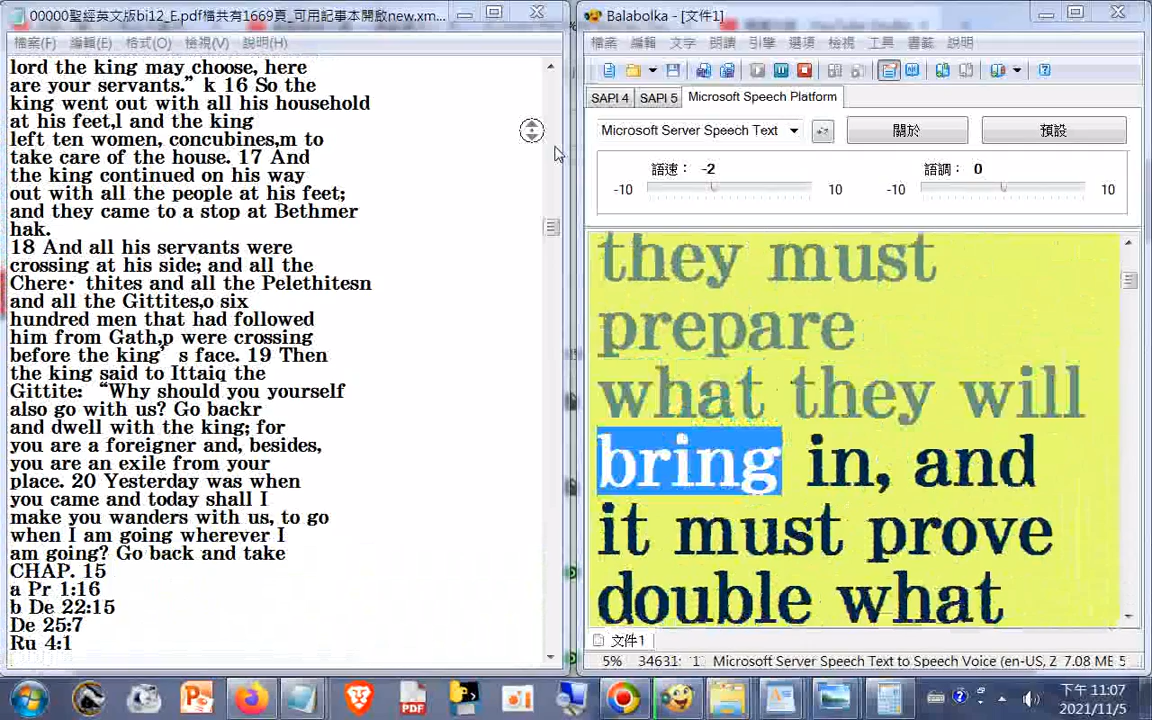 00000聖經英文版bi12_E.pdf檔共有1669頁_可用記事本開啟new.xm...
檔案(F) 編輯(E) 格式(O) 檢視(V) 說明(H)
lord the king may choose, here
are your servants.” k 16 So the
king went out with all his household
at his feet,l and the king
left ten women, concubines,m to
take care of the house. 17 And
the king continued on his way
out with all the people at his feet;
and they came to a stop at Bethmer
hak.
18 And all his servants were
crossing at his side; and all the
Chere· thites and all the Pelethitesn
and all the Gittites,o six
hundred men that had followed
him from Gath,p were crossing
before the king’ s face. 19 Then
the king said to Ittaiq the
Gittite: “Why should you yourself
also go with us? Go backr
and dwell with the king; for
you are a foreigner and, besides,
you are an exile from your
place. 20 Yesterday was when
you came and today shall I
make you wanders with us, to go
when I am going wherever I
am going? Go back and take
CHAP. 15
a Pr 1:16
b De 22:15
De 25:7
Ru 4:1
Balabolka - [文件1]
檔案 編輯 文字 朗讀 引擎 選項 檢視 工具 書籤 說明
SAPI 4 SAPI 5 Microsoft Speech Platform
Microsoft Server Speech Text 關於 預設
語速: -2 語調: 0
-10 10 -10 10
they must
prepare
what they will
bring in, and
it must prove
double what
文件1
5% 34631: 1 Microsoft Server Speech Text to Speech Voice (en-US, Z 7.08 MB 5
PDF
下午 11:07
2021/11/5